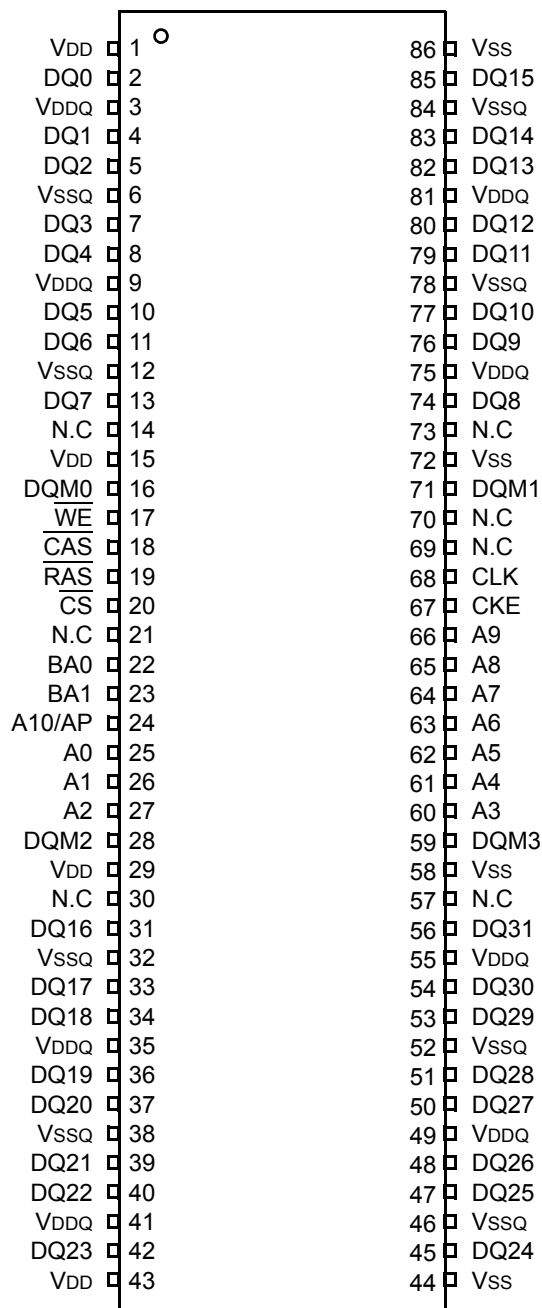 VDD 1 86 VSS
DQ0 2 85 DQ15
VDDQ 3 84 VSSQ
DQ1 4 83 DQ14
DQ2 5 82 DQ13
VSSQ 6 81 VDDQ
DQ3 7 80 DQ12
DQ4 8 79 DQ11
VDDQ 9 78 VSSQ
DQ5 10 77 DQ10
DQ6 11 76 DQ9
VSSQ 12 75 VDDQ
DQ7 13 74 DQ8
N.C 14 73 N.C
VDD 15 72 VSS
DQM0 16 71 DQM1
W̅E̅ 17 70 N.C
C̅A̅S̅ 18 69 N.C
R̅A̅S̅ 19 68 CLK
C̅S̅ 20 67 CKE
N.C 21 66 A9
BA0 22 65 A8
BA1 23 64 A7
A10/AP 24 63 A6
A0 25 62 A5
A1 26 61 A4
A2 27 60 A3
DQM2 28 59 DQM3
VDD 29 58 VSS
N.C 30 57 N.C
DQ16 31 56 DQ31
VSSQ 32 55 VDDQ
DQ17 33 54 DQ30
DQ18 34 53 DQ29
VDDQ 35 52 VSSQ
DQ19 36 51 DQ28
DQ20 37 50 DQ27
VSSQ 38 49 VDDQ
DQ21 39 48 DQ26
DQ22 40 47 DQ25
VDDQ 41 46 VSSQ
DQ23 42 45 DQ24
VDD 43 44 VSS